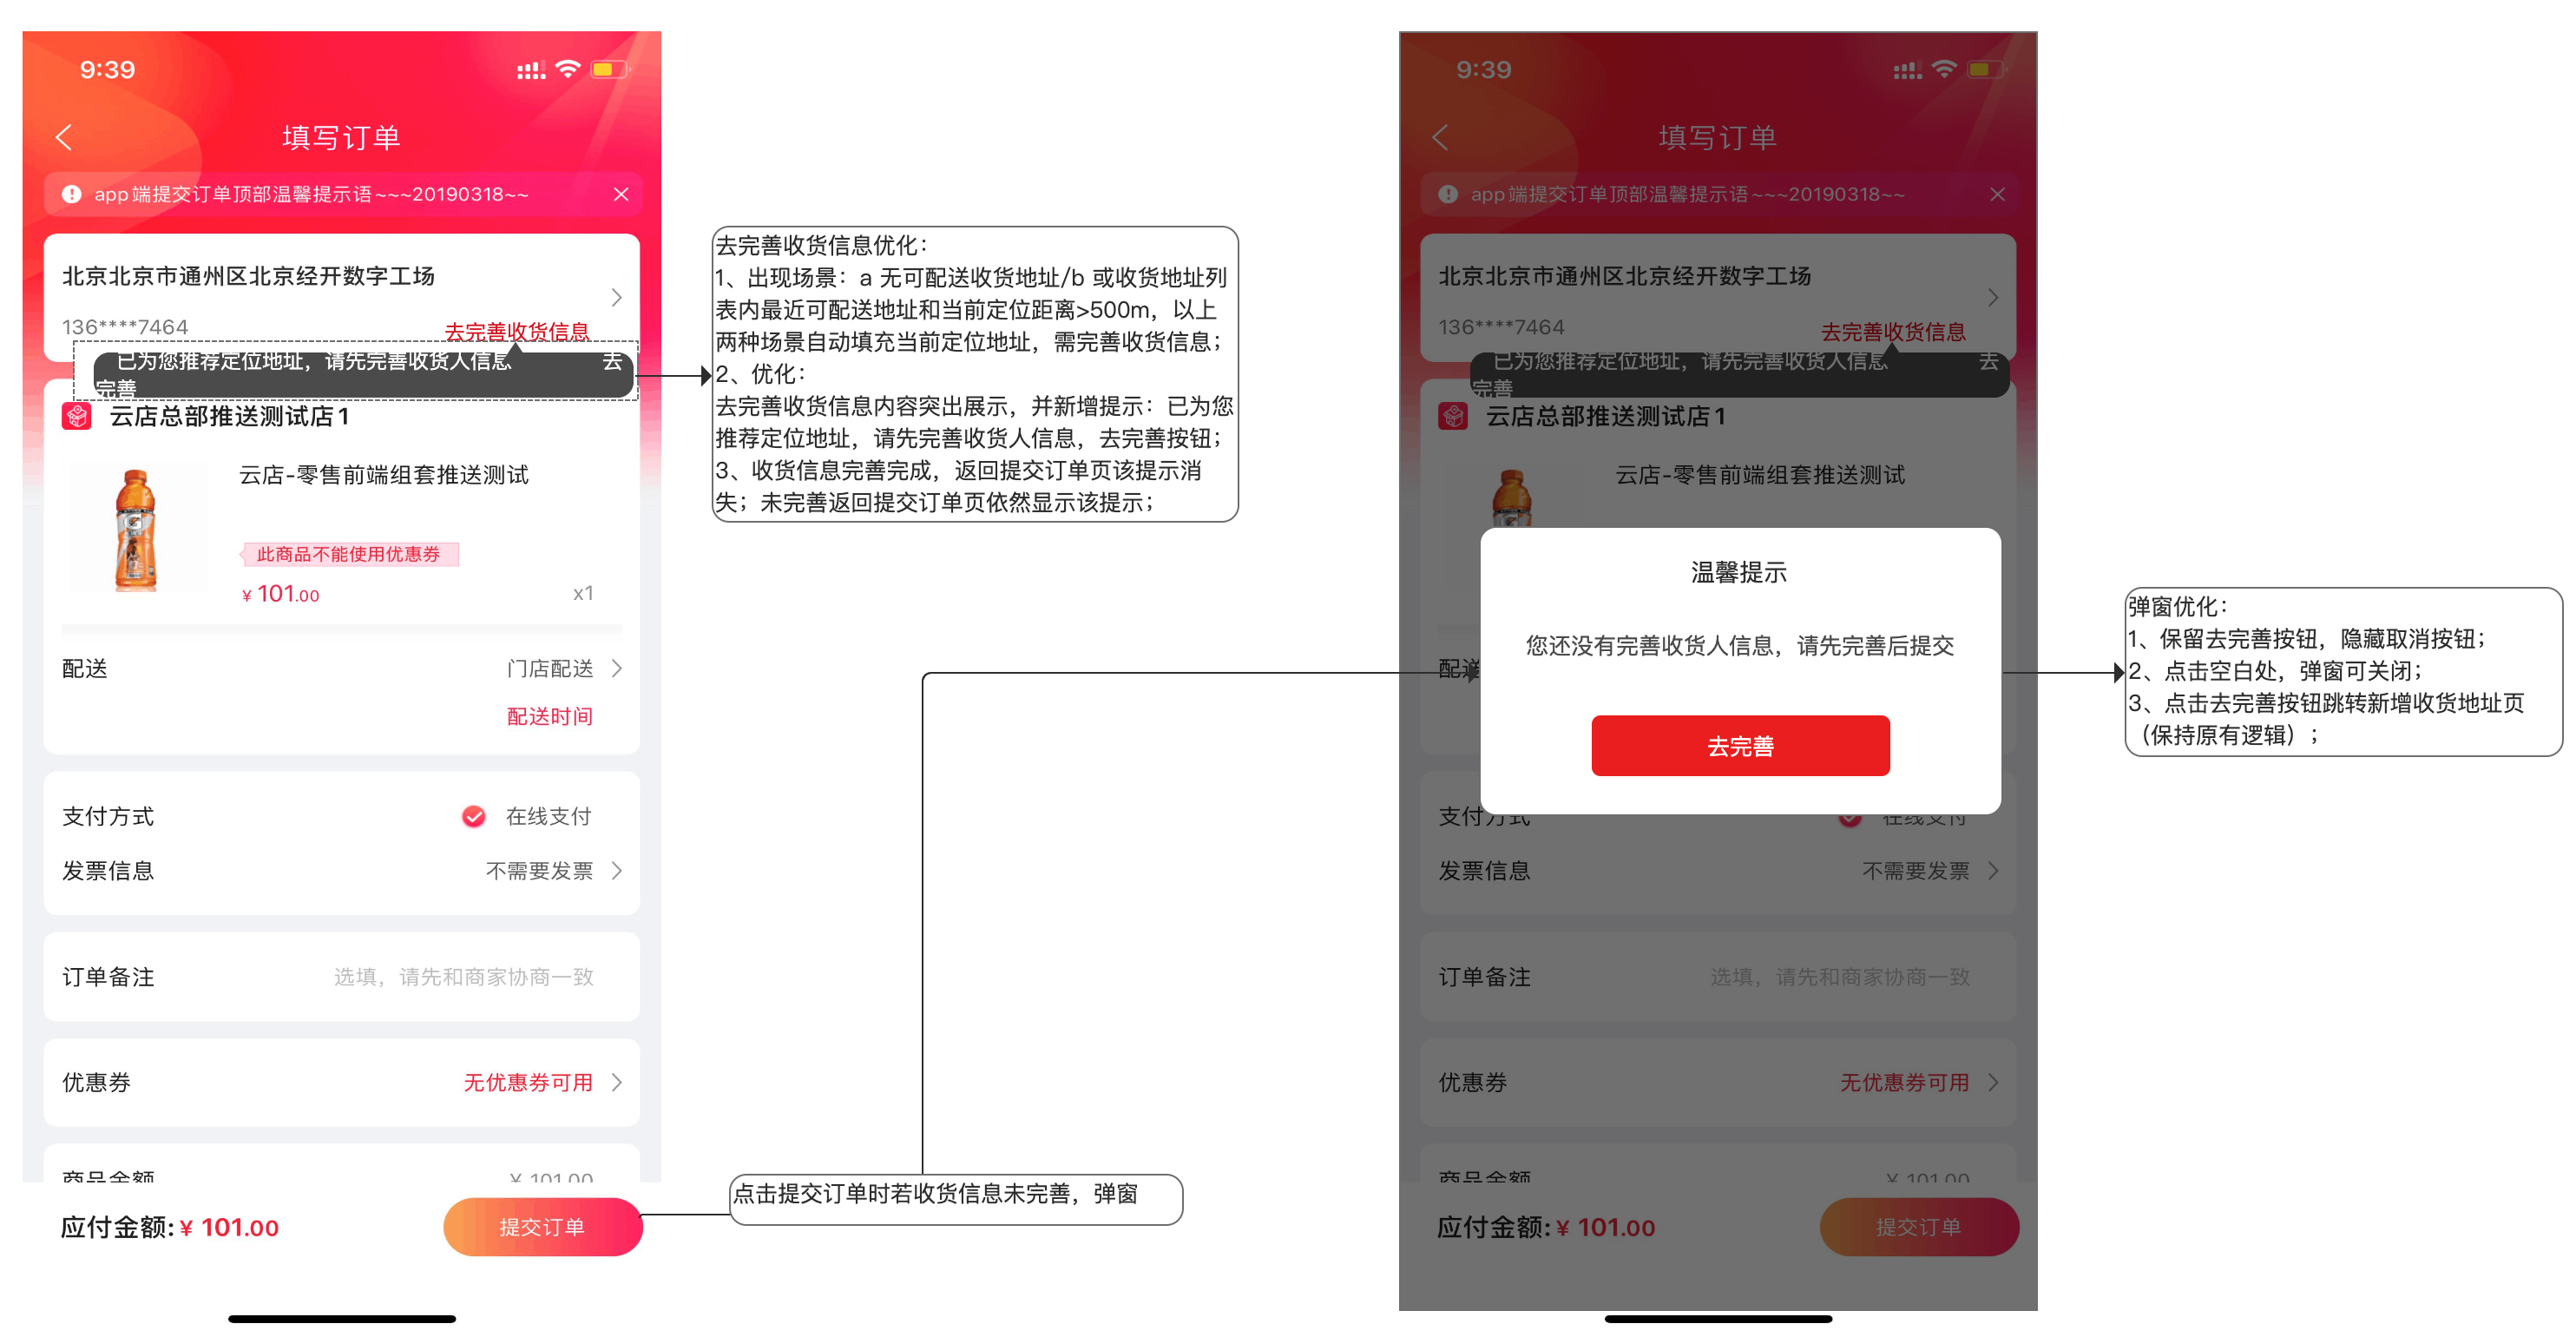 9:39
填写订单
app端提交订单顶部温馨提示语~~~20190318~~
北京北京市通州区北京经开数字工场
136****7464
去完善收货信息
已为您推荐定位地址，请先完善收货人信息 去
完善
云店总部推送测试店1
云店-零售前端组套推送测试
此商品不能使用优惠券
¥ 101.00
x1
配送
门店配送
配送时间
支付方式
在线支付
发票信息
不需要发票
订单备注
选填，请先和商家协商一致
优惠券
无优惠券可用
商品金额
¥ 101.00
应付金额:¥ 101.00
提交订单
去完善收货信息优化：
1、出现场景：a 无可配送收货地址/b 或收货地址列
表内最近可配送地址和当前定位距离>500m，以上
两种场景自动填充当前定位地址，需完善收货信息；
2、优化：
去完善收货信息内容突出展示，并新增提示：已为您
推荐定位地址，请先完善收货人信息，去完善按钮；
3、收货信息完善完成，返回提交订单页该提示消
失；未完善返回提交订单页依然显示该提示；
点击提交订单时若收货信息未完善，弹窗
9:39
填写订单
app端提交订单顶部温馨提示语~~~20190318~~
北京北京市通州区北京经开数字工场
136****7464
去完善收货信息
已为您推荐定位地址，请先完善收货人信息 去
完善
云店总部推送测试店1
云店-零售前端组套推送测试
温馨提示
您还没有完善收货人信息，请先完善后提交
去完善
配送
支付方式
在线支付
发票信息
不需要发票
订单备注
选填，请先和商家协商一致
优惠券
无优惠券可用
商品金额
¥ 101.00
应付金额:¥ 101.00
提交订单
弹窗优化：
1、保留去完善按钮，隐藏取消按钮；
2、点击空白处，弹窗可关闭；
3、点击去完善按钮跳转新增收货地址页
（保持原有逻辑）；